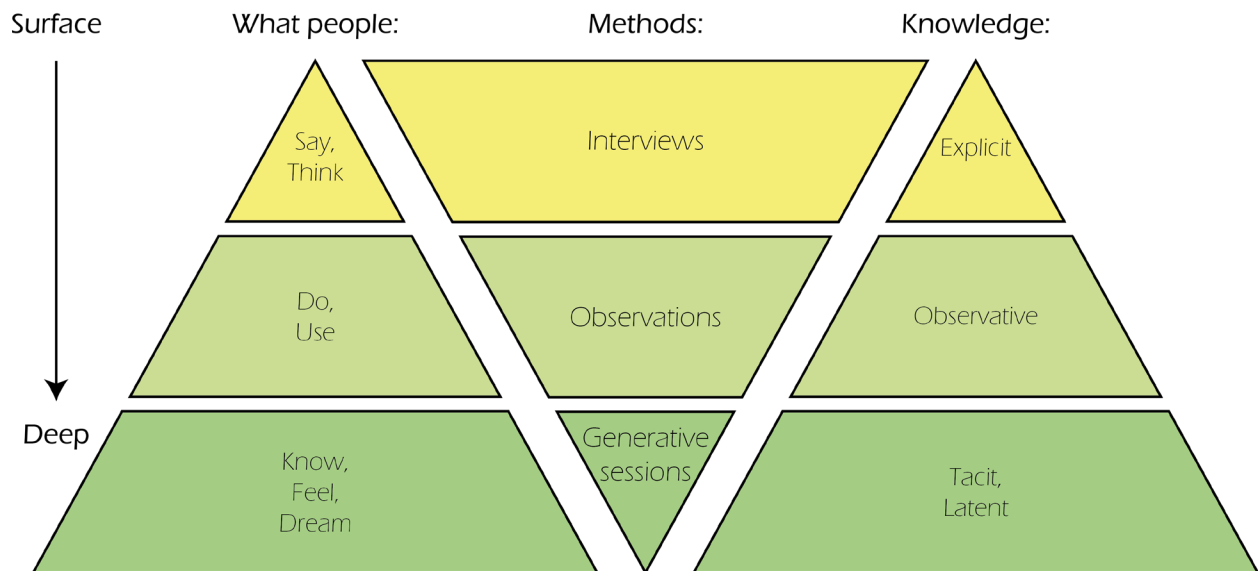 Surface
What people:
Methods:
Knowledge:
Say,
Think
Interviews
Explicit
Do,
Use
Observations
Observative
Deep
Know,
Feel,
Dream
Generative
sessions
Tacit,
Latent